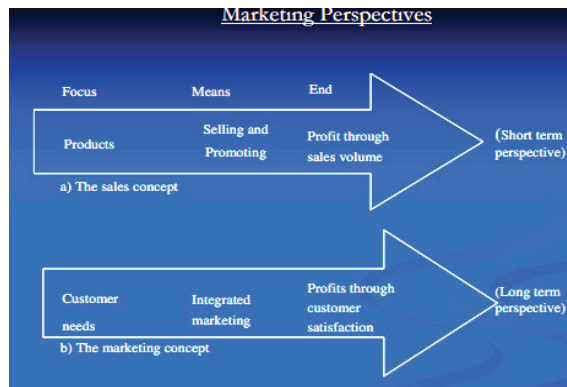 Marketing Perspectives
Focus Means End
Products Selling and Promoting Profit through sales volume (Short term perspective)
a) The sales concept
Customer needs Integrated marketing Profits through customer satisfaction (Long term perspective)
b) The marketing concept